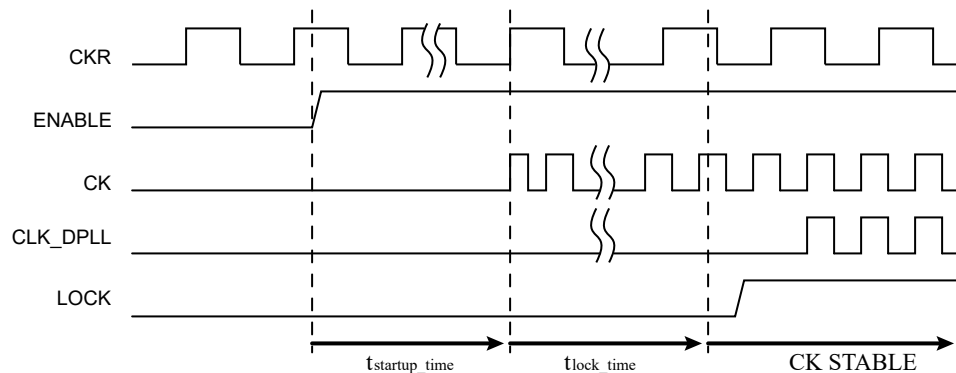 CKR
ENABLE
CK
CLK_DPLL
LOCK
tstartup_time
tlock_time
CK STABLE